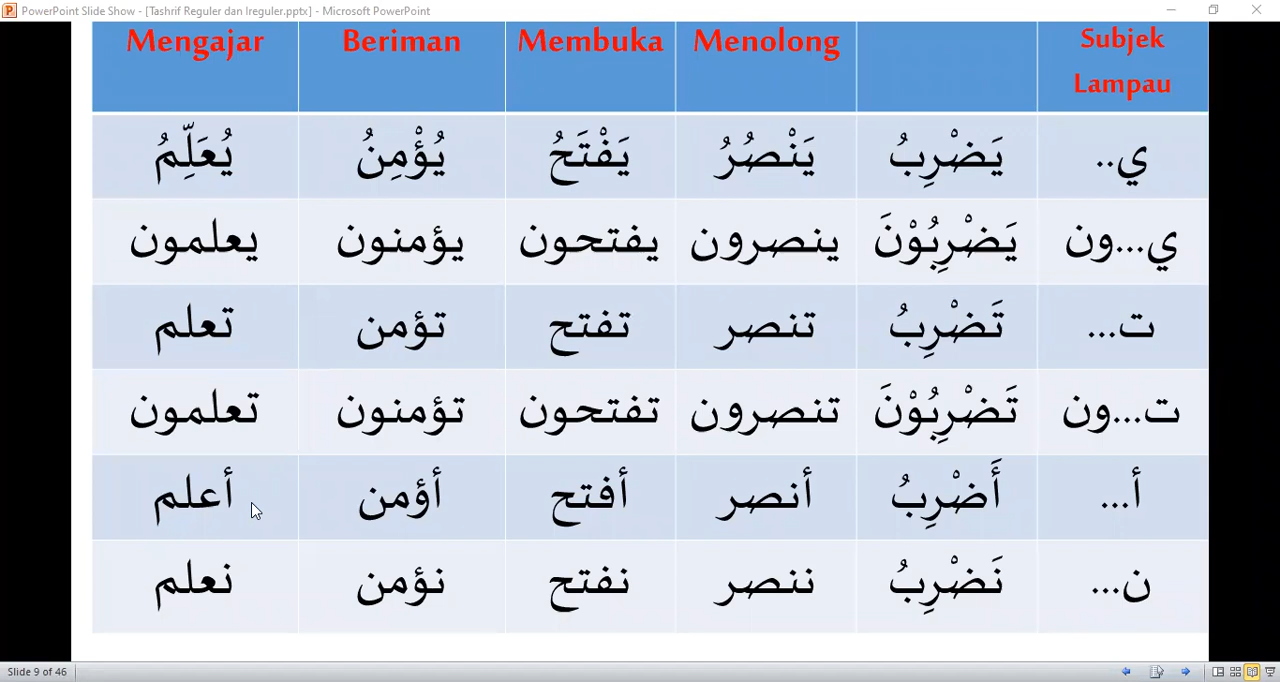 PowerPoint Slide Show - [Tashrif Reguler dan Ireguler.pptx] - Microsoft PowerPoint
Mengajar Beriman Membuka Menolong Subjek Lampau
ي.. يَضْرِبُ يَنْصُرُ يَفْتَحُ يُؤْمِنُ يُعَلِّمُ
ي...ون يَضْرِبُوْنَ ينصرون يفتحون يؤمنون يعلمون
ت... تَضْرِبُ تنصر تفتح تؤمن تعلم
ت...ون تَضْرِبُوْنَ تنصرون تفتحون تؤمنون تعلمون
أ... أَضْرِبُ أنصر أفتح أؤمن أعلم
ن... نَضْرِبُ ننصر نفتح نؤمن نعلم
Slide 9 of 46